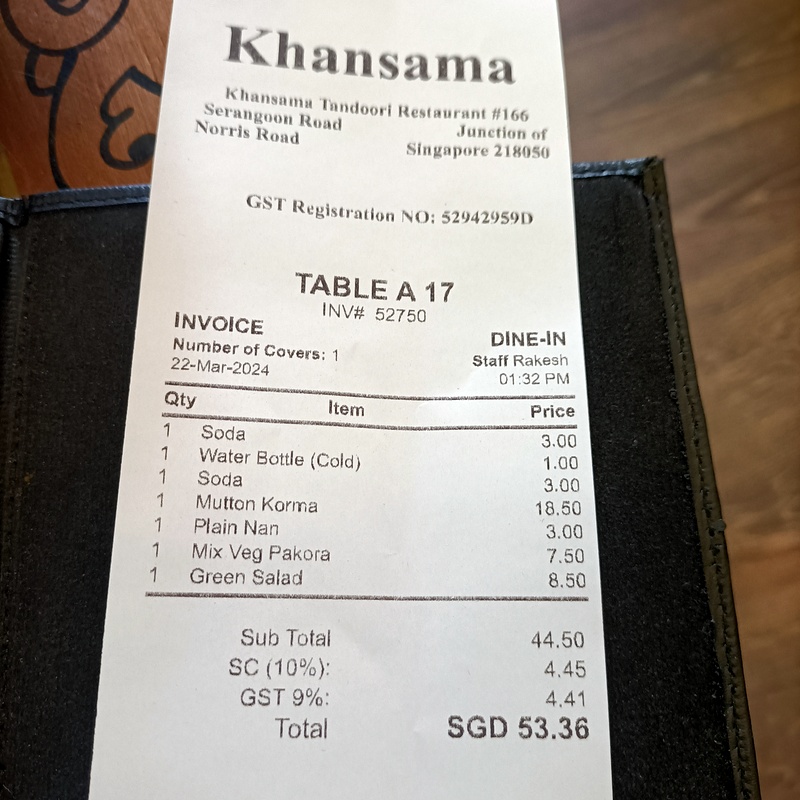 Khansama
Khansama Tandoori Restaurant #166
Serangoon Road Junction of
Norris Road Singapore 218050
GST Registration NO: 52942959D
TABLE A 17
INV# 52750
INVOICE DINE-IN
Number of Covers: 1 Staff Rakesh
22-Mar-2024 01:32 PM
Qty Item Price
1 Soda 3.00
1 Water Bottle (Cold) 1.00
1 Soda 3.00
1 Mutton Korma 18.50
1 Plain Nan 3.00
1 Mix Veg Pakora 7.50
1 Green Salad 8.50
Sub Total 44.50
SC (10%): 4.45
GST 9%: 4.41
Total SGD 53.36